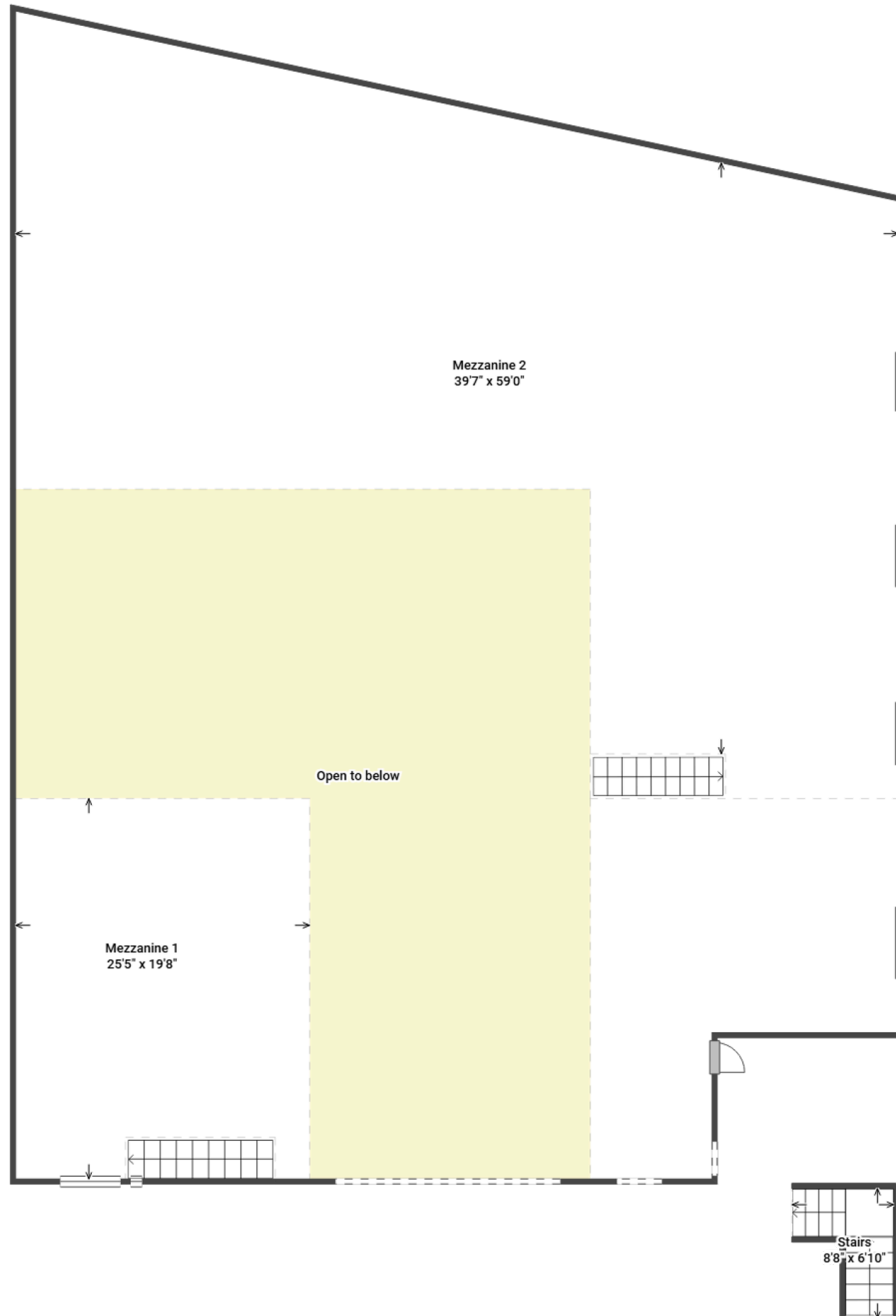 Mezzanine 2
39'7" x 59'0"
Open to below
Mezzanine 1
25'5" x 19'8"
Stairs
8'8" x 6'10"